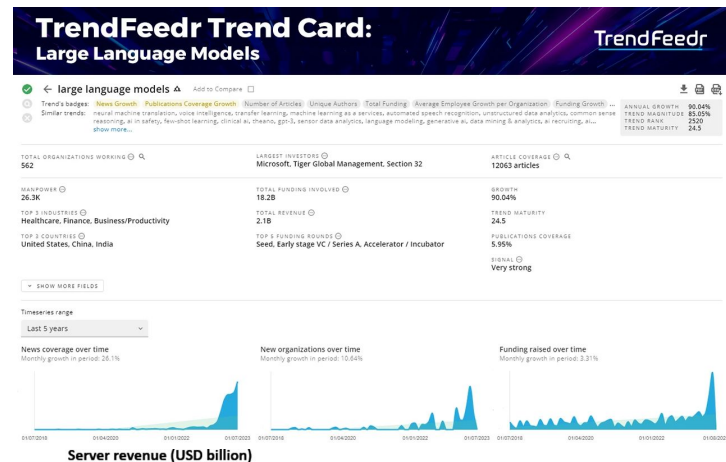 TrendFeedr Trend Card:
Large Language Models
TrendFeedr
large language models Add to Compare
Trend's badges: News Growth Publications Coverage Growth Number of Articles Unique Authors Total Funding Average Employee Growth per Organization Funding Growth ...
Similar trends: neural machine translation, voice intelligence, transfer learning, machine learning as a services, automated speech recognition, unstructured data analytics, common sense
reasoning, ai in safety, few-shot learning, clinical ai, theano, gpt-3, sensor data analytics, language modeling, generative ai, data mining & analytics, ai recruiting, ai...
show more...
ANNUAL GROWTH 90.04%
TREND MAGNITUDE 85.05%
TREND RANK 2520
TREND MATURITY 24.5
TOTAL ORGANIZATIONS WORKING
562
LARGEST INVESTORS
Microsoft, Tiger Global Management, Section 32
ARTICLE COVERAGE
12063 articles
MANPOWER
26.3K
TOTAL FUNDING INVOLVED
18.2B
GROWTH
90.04%
TOP 3 INDUSTRIES
Healthcare, Finance, Business/Productivity
TOTAL REVENUE
2.1B
TREND MATURITY
24.5
TOP 3 COUNTRIES
United States, China, India
TOP 5 FUNDING ROUNDS
Seed, Early stage VC / Series A, Accelerator / Incubator
PUBLICATIONS COVERAGE
5.95%
SIGNAL
Very strong
SHOW MORE FIELDS
Timeseries range
Last 5 years
News coverage over time
Monthly growth in period: 28.1%
New organizations over time
Monthly growth in period: 10.64%
Funding raised over time
Monthly growth in period: 3.31%
01/07/2018 01/04/2020 01/01/2022 01/07/2023
01/07/2018 01/04/2020 01/01/2022 01/07/2023
01/07/2018 01/04/2020 01/01/2022
Server revenue (USD billion)